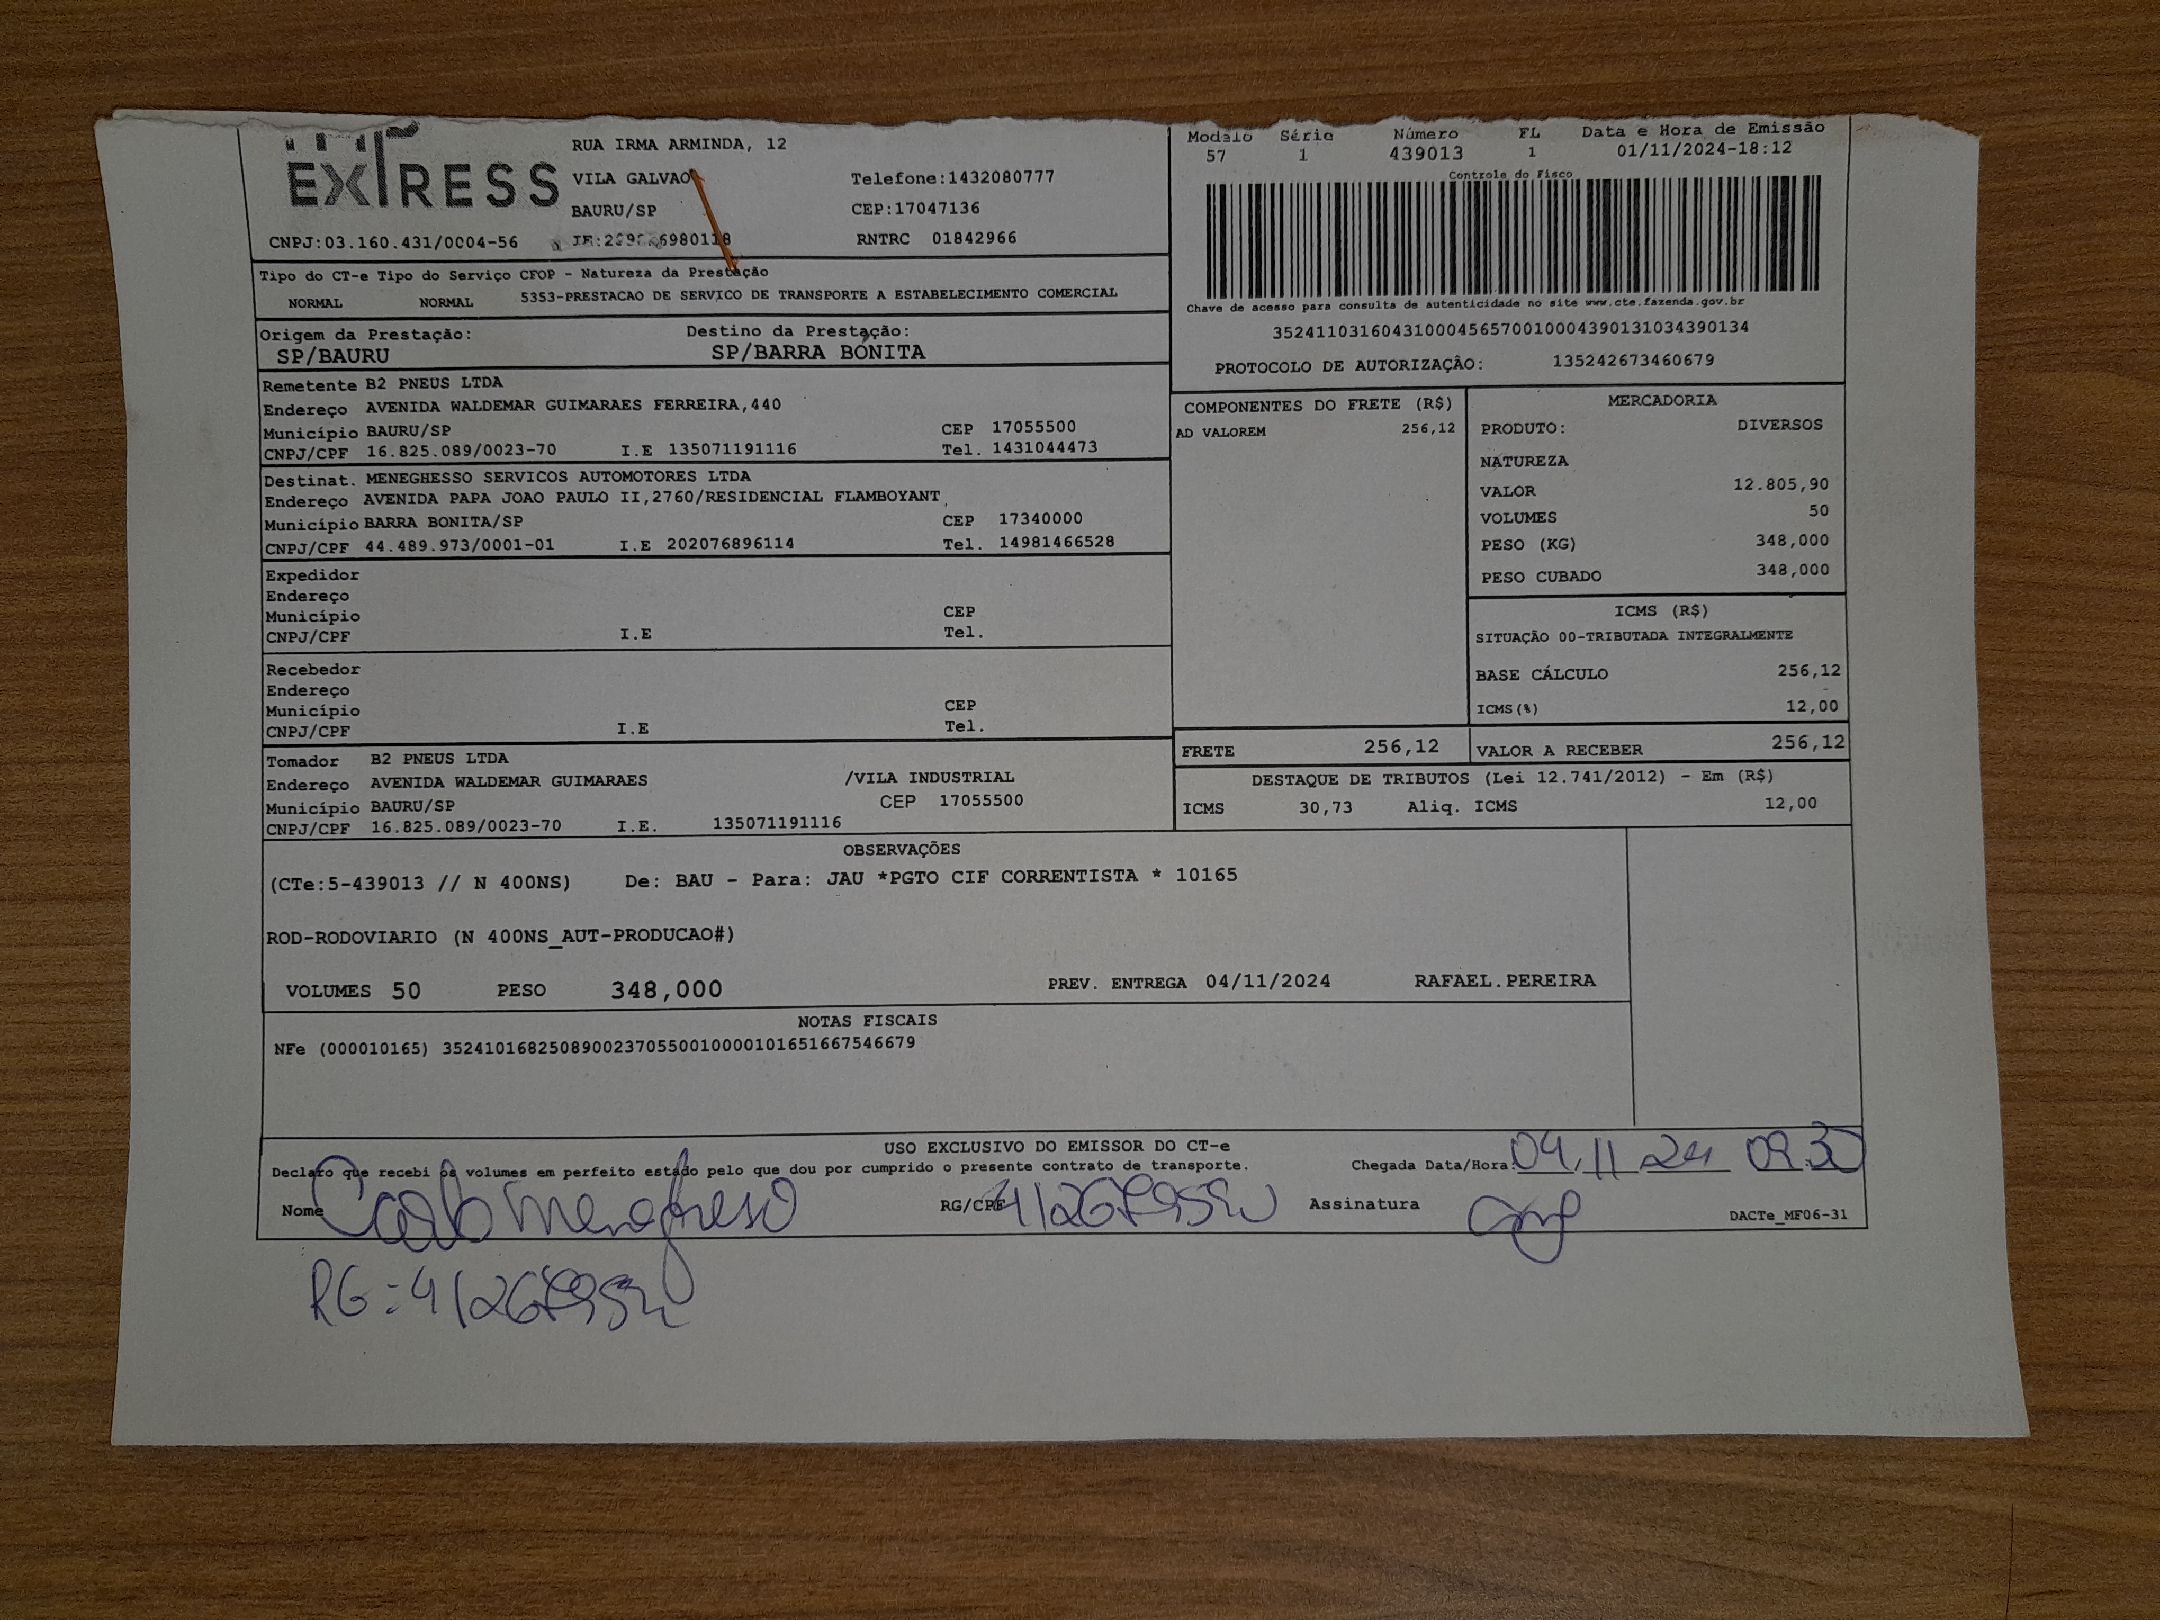 EXTRESS
RUA IRMA ARMINDA, 12
VILA GALVAO
Telefone:1432080777
BAURU/SP
CEP:17047136
CNPJ:03.160.431/0004-56
RNTRC 01842966
Modelo Série Número FL Data e Hora de Emissão
57 1 439013 1 01/11/2024-18:12
Controle do Fisco
Chave de acesso para consulta de autenticidade no site www.cte.fazenda.gov.br
35241103160431000456570010004390131034390134
PROTOCOLO DE AUTORIZAÇÃO: 135242673460679
Tipo do CT-e Tipo do Serviço CFOP - Natureza da Prestação
NORMAL NORMAL 5353-PRESTACAO DE SERVICO DE TRANSPORTE A ESTABELECIMENTO COMERCIAL
Origem da Prestação: Destino da Prestação:
SP/BAURU SP/BARRA BONITA
Remetente B2 PNEUS LTDA
Endereço AVENIDA WALDEMAR GUIMARAES FERREIRA,440
Município BAURU/SP CEP 17055500
CNPJ/CPF 16.825.089/0023-70 I.E 135071191116 Tel. 1431044473
Destinat. MENEGHESSO SERVICOS AUTOMOTORES LTDA
Endereço AVENIDA PAPA JOAO PAULO II,2760/RESIDENCIAL FLAMBOYANT
Município BARRA BONITA/SP CEP 17340000
CNPJ/CPF 44.489.973/0001-01 I.E 202076896114 Tel. 14981466528
Expedidor
Endereço
Município CEP
CNPJ/CPF I.E Tel.
Recebedor
Endereço
Município CEP
CNPJ/CPF I.E Tel.
Tomador B2 PNEUS LTDA
Endereço AVENIDA WALDEMAR GUIMARAES /VILA INDUSTRIAL
Município BAURU/SP CEP 17055500
CNPJ/CPF 16.825.089/0023-70 I.E. 135071191116
COMPONENTES DO FRETE (R$)
AD VALOREM 256,12
MERCADORIA
PRODUTO: DIVERSOS
NATUREZA
VALOR 12.805,90
VOLUMES 50
PESO (KG) 348,000
PESO CUBADO 348,000
ICMS (R$)
SITUAÇÃO 00-TRIBUTADA INTEGRALMENTE
BASE CÁLCULO 256,12
ICMS(%) 12,00
FRETE 256,12 VALOR A RECEBER 256,12
DESTAQUE DE TRIBUTOS (Lei 12.741/2012) - Em (R$)
ICMS 30,73 Aliq. ICMS 12,00
OBSERVAÇÕES
(CTe:5-439013 // N 400NS) De: BAU - Para: JAU *PGTO CIF CORRENTISTA * 10165
ROD-RODOVIARIO (N 400NS_AUT-PRODUCAO#)
VOLUMES 50 PESO 348,000 PREV. ENTREGA 04/11/2024 RAFAEL.PEREIRA
NOTAS FISCAIS
NFe (000010165) 35241016825089002370550010000101651667546679
USO EXCLUSIVO DO EMISSOR DO CT-e
Declaro que recebi os volumes em perfeito estado pelo que dou por cumprido o presente contrato de transporte. Chegada Data/Hora: 04.11 24 09:30
Nome RG/CPF Assinatura
DACTe_MF06-31
RG: